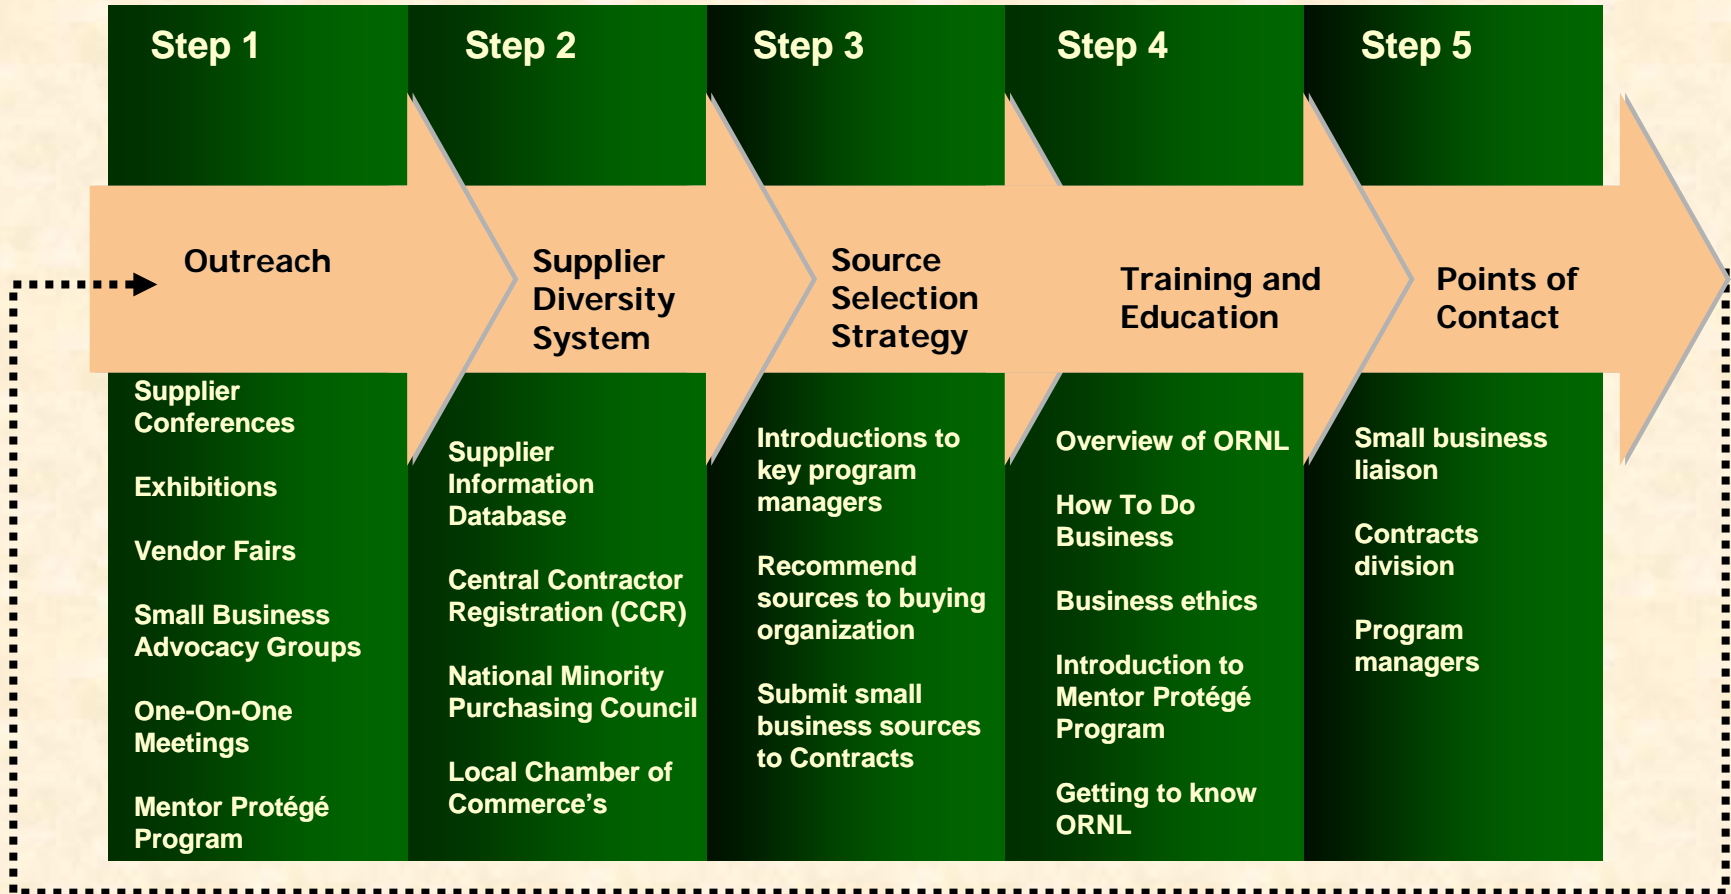 Step 1
Step 2
Step 3
Step 4
Step 5
Outreach
Supplier
Diversity
System
Source
Selection
Strategy
Training and
Education
Points of
Contact
Supplier
Conferences
Exhibitions
Vendor Fairs
Small Business
Advocacy Groups
One-On-One
Meetings
Mentor Protégé
Program
Supplier
Information
Database
Central Contractor
Registration (CCR)
National Minority
Purchasing Council
Local Chamber of
Commerce’s
Introductions to
key program
managers
Recommend
sources to buying
organization
Submit small
business sources
to Contracts
Overview of ORNL
How To Do
Business
Business ethics
Introduction to
Mentor Protégé
Program
Getting to know
ORNL
Small business
liaison
Contracts
division
Program
managers